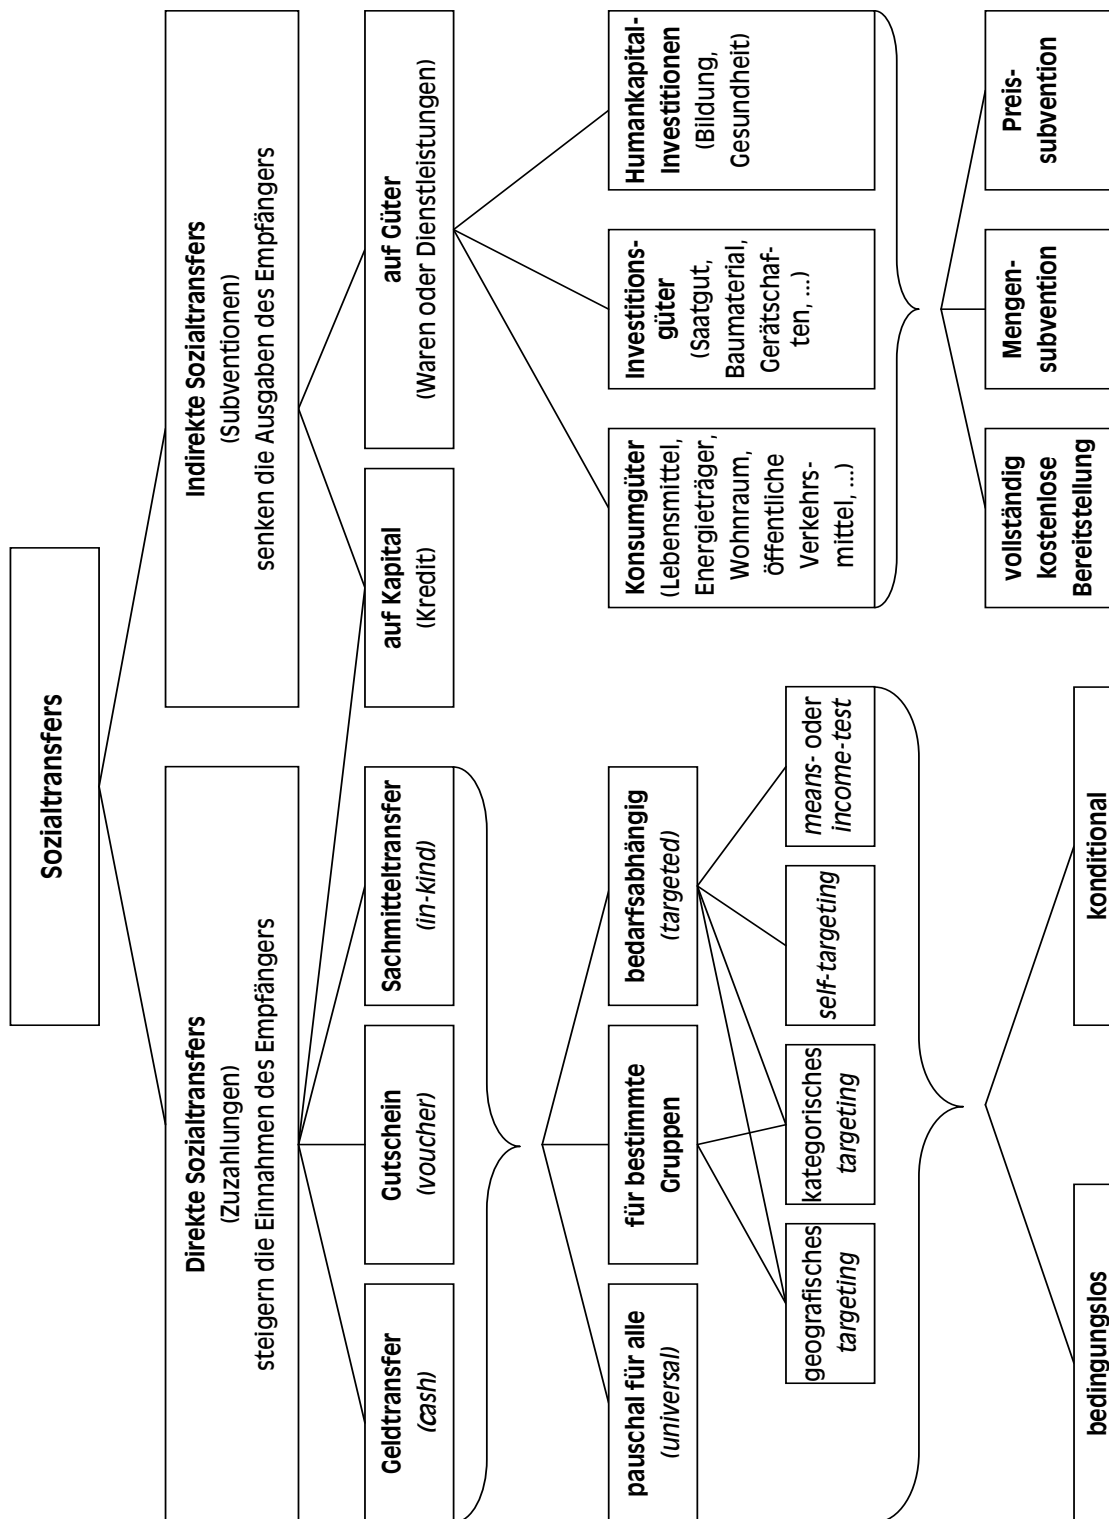 Sozialtransfers
Direkte Sozialtransfers
(Zuzahlungen)
steigern die Einnahmen des Empfängers
Indirekte Sozialtransfers
(Subventionen)
senken die Ausgaben des Empfängers
Geldtransfer
(cash)
Gutschein
(voucher)
Sachmitteltransfer
(in-kind)
auf Kapital
(Kredit)
auf Güter
(Waren oder Dienstleistungen)
pauschal für alle
(universal)
für bestimmte
Gruppen
bedarfsabhängig
(targeted)
Konsumgüter
(Lebensmittel,
Energieträger,
Wohnraum,
öffentliche
Verkehrs-
mittel, ...)
Investitions-
güter
(Saatgut,
Baumaterial,
Gerätschaf-
ten, ...)
Humankapital-
Investitionen
(Bildung,
Gesundheit)
geografisches
targeting
kategorisches
targeting
self-targeting
means- oder
income-test
vollständig
kostenlose
Bereitstellung
Mengen-
subvention
Preis-
subvention
bedingungslos
konditional